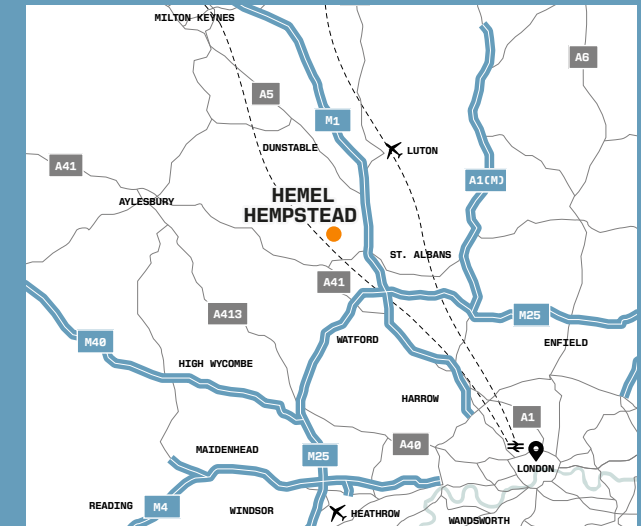 MILTON KEYNES
A6
A5
M1
DUNSTABLE
LUTON
A41
A1(M)
AYLESBURY
HEMEL
HEMPSTEAD
ST. ALBANS
A41
A413
M25
M40
WATFORD
ENFIELD
HIGH WYCOMBE
HARROW
A1
A40
MAIDENHEAD
M25
LONDON
READING
M4
WINDSOR
HEATHROW
WANDSWORTH